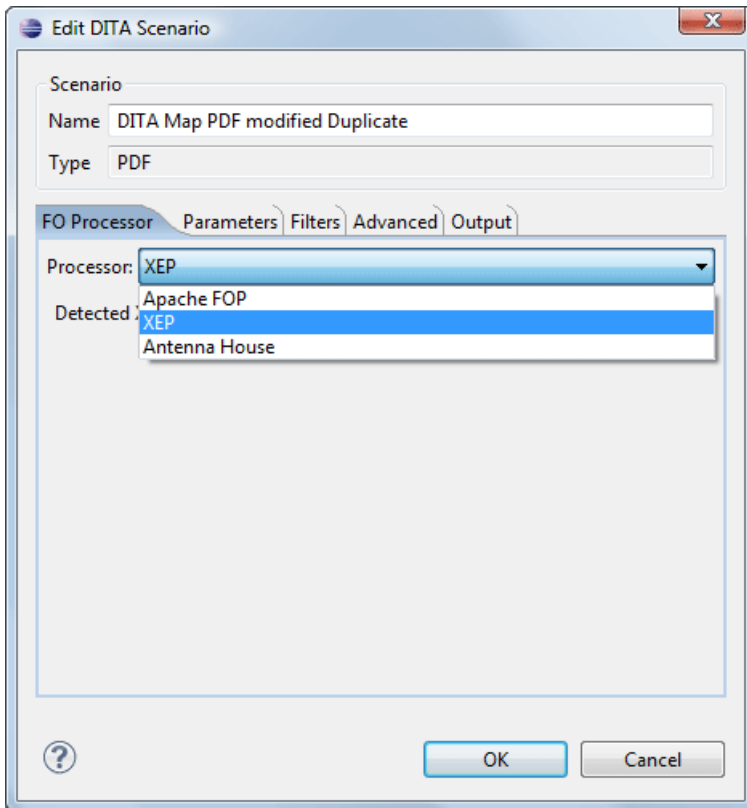 Edit DITA Scenario
Scenario
Name DITA Map PDF modified Duplicate
Type PDF
FO Processor Parameters Filters Advanced Output
Processor: XEP
Apache FOP
Detected
XEP
Antenna House
? OK Cancel